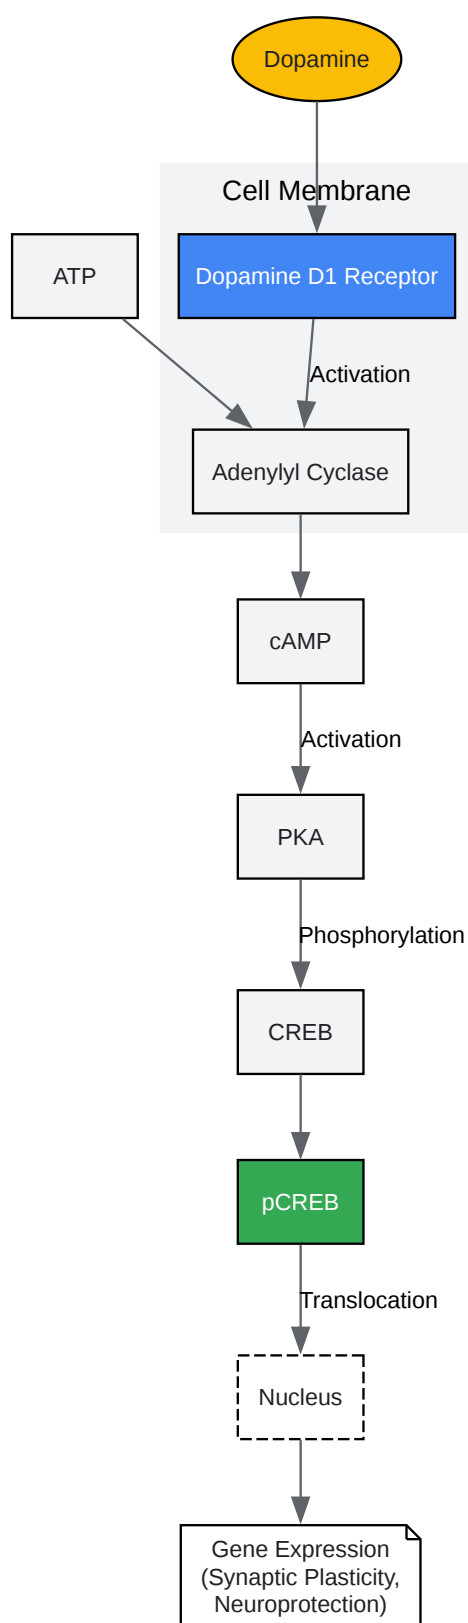 Dopamine
Cell Membrane
ATP
Dopamine D1 Receptor
Activation
Adenylyl Cyclase
cAMP
Activation
PKA
Phosphorylation
CREB
pCREB
Translocation
Nucleus
Gene Expression
(Synaptic Plasticity,
Neuroprotection)